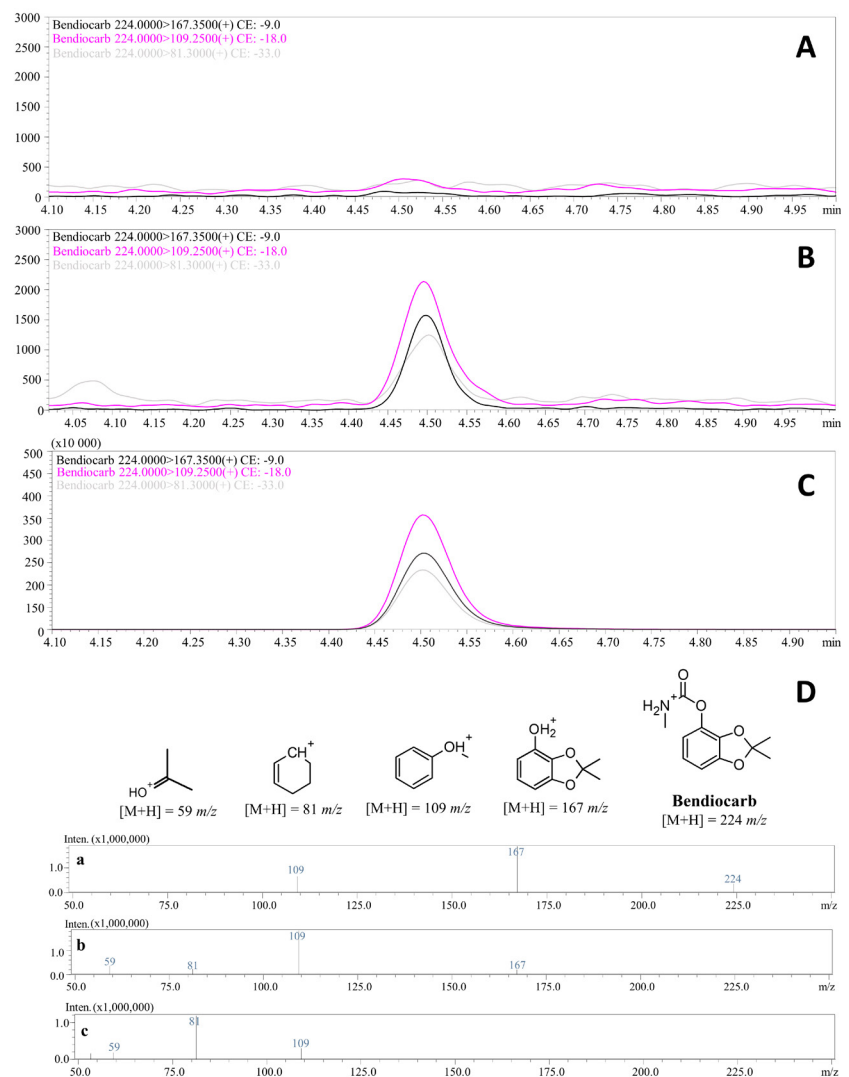 3000
Bendiocarb 224.0000>167.3500(+) CE: -9.0
Bendiocarb 224.0000>109.2500(+) CE: -18.0
Bendiocarb 224.0000>81.3000(+) CE: -33.0
A
2500
2000
1500
1000
500
0
4.10 4.15 4.20 4.25 4.30 4.35 4.40 4.45 4.50 4.55 4.60 4.65 4.70 4.75 4.80 4.85 4.90 4.95 min
3000
Bendiocarb 224.0000>167.3500(+) CE: -9.0
Bendiocarb 224.0000>109.2500(+) CE: -18.0
Bendiocarb 224.0000>81.3000(+) CE: -33.0
B
2500
2000
1500
1000
500
0
4.05 4.10 4.15 4.20 4.25 4.30 4.35 4.40 4.45 4.50 4.55 4.60 4.65 4.70 4.75 4.80 4.85 4.90 4.95 min
(x10 000)
500
Bendiocarb 224.0000>167.3500(+) CE: -9.0
Bendiocarb 224.0000>109.2500(+) CE: -18.0
Bendiocarb 224.0000>81.3000(+) CE: -33.0
C
450
500
350
300
250
200
150
0
4.10 4.15 4.20 4.25 4.30 4.35 4.40 4.45 4.50 4.55 4.60 4.65 4.70 4.75 4.80 4.85 4.90 min
D
HO+
[M+H] = 59 m/z
CH+
[M+H] = 81 m/z
OH+
[M+H] = 109 m/z
OH2+
O
O
[M+H] = 167 m/z
O
H2N+
O
O
O
Bendiocarb
[M+H] = 224 m/z
Inten. (x1,000,000)
a
1.0
0.0
109
167
224
50.0 75.0 100.0 125.0 150.0 175.0 200.0 225.0 m/z
Inten. (x1,000,000)
b
1.0
0.0
59
81
109
167
50.0 75.0 100.0 125.0 150.0 175.0 200.0 225.0 m/z
Inten. (x1,000,000)
c
1.0
0.0
59
81
109
50.0 75.0 100.0 125.0 150.0 175.0 200.0 225.0 m/z